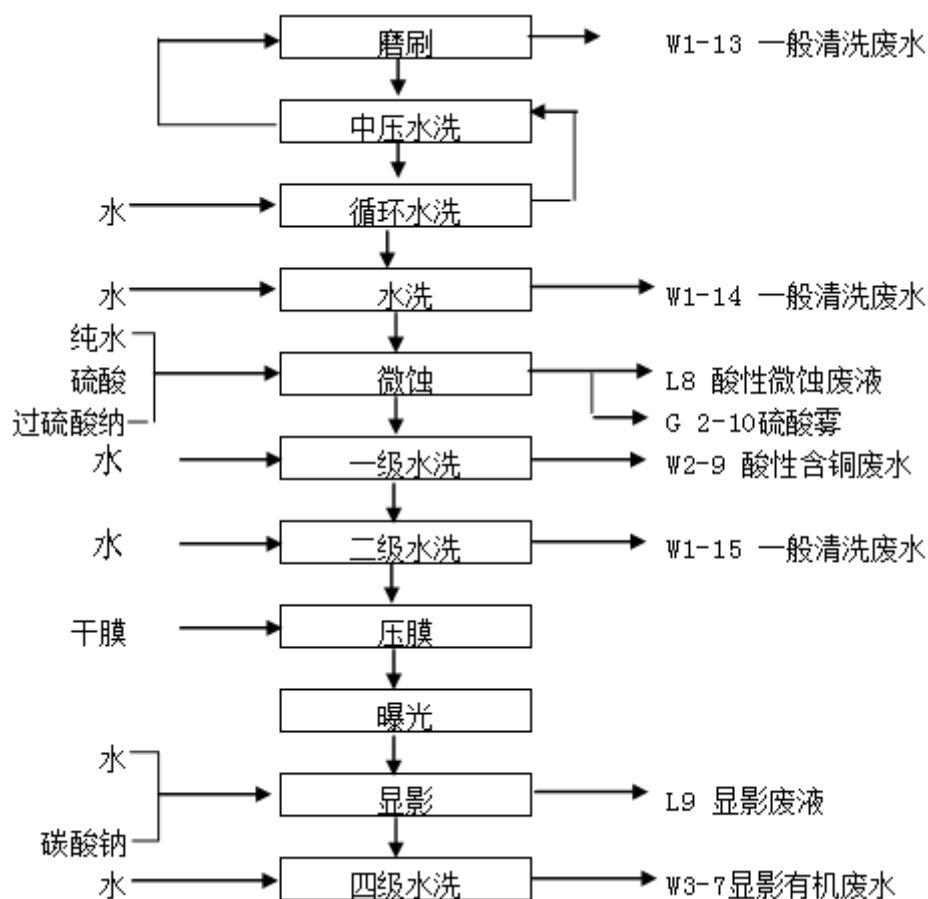 磨刷
W1-13 一般清洗废水
中压水洗
水
循环水洗
水
水洗
W1-14 一般清洗废水
纯水
硫酸
过硫酸纳
微蚀
L8 酸性微蚀废液
G 2-10硫酸雾
水
一级水洗
W2-9 酸性含铜废水
水
二级水洗
W1-15 一般清洗废水
干膜
压膜
曝光
水
碳酸钠
显影
L9 显影废液
水
四级水洗
W3-7显影有机废水